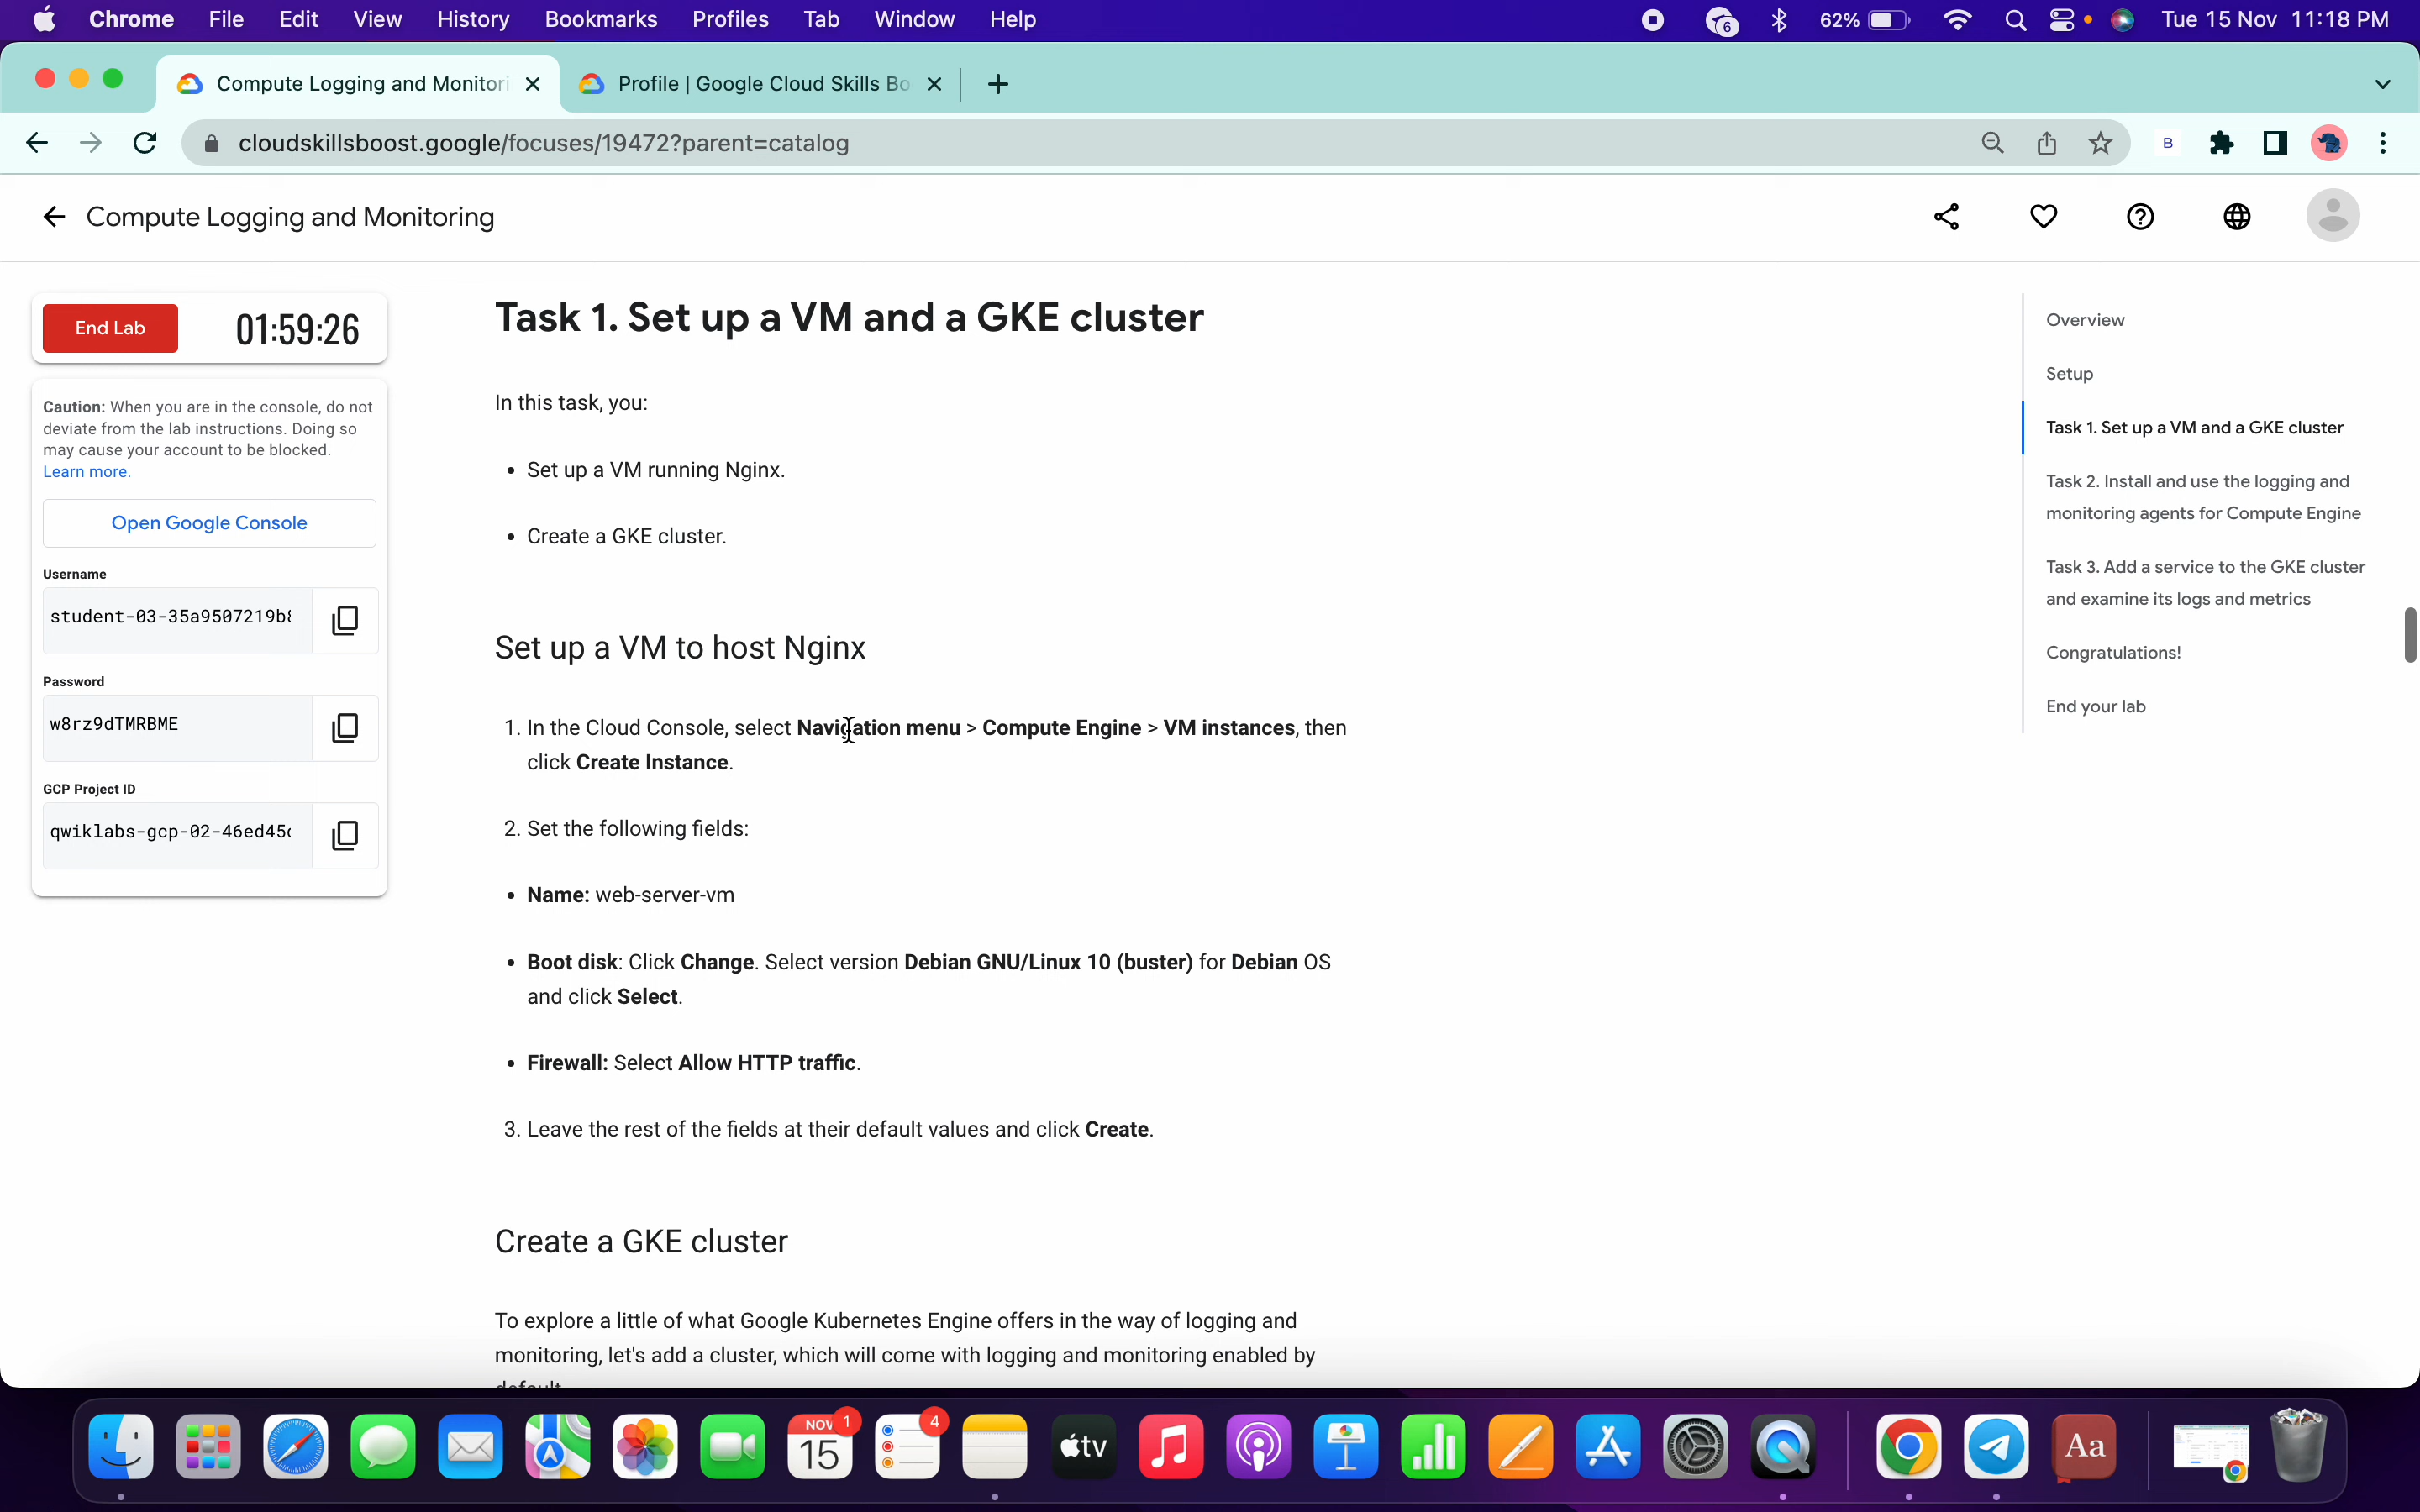 Chrome File Edit View History Bookmarks Profiles Tab Window Help 6 62% Tue 15 Nov 11:18 PM
Compute Logging and Monitori Profile | Google Cloud Skills Bo
cloudskillsboost.google/focuses/19472?parent=catalog B
Compute Logging and Monitoring
End Lab 01:59:26
Caution: When you are in the console, do not
deviate from the lab instructions. Doing so
may cause your account to be blocked.
Learn more.
Open Google Console
Username
student-03-35a9507219b
Password
w8rz9dTMRBME
GCP Project ID
qwiklabs-gcp-02-46ed45
Task 1. Set up a VM and a GKE cluster
In this task, you:
• Set up a VM running Nginx.
• Create a GKE cluster.
Set up a VM to host Nginx
1. In the Cloud Console, select Navigation menu > Compute Engine > VM instances, then
click Create Instance.
2. Set the following fields:
• Name: web-server-vm
• Boot disk: Click Change. Select version Debian GNU/Linux 10 (buster) for Debian OS
and click Select.
• Firewall: Select Allow HTTP traffic.
3. Leave the rest of the fields at their default values and click Create.
Create a GKE cluster
To explore a little of what Google Kubernetes Engine offers in the way of logging and
monitoring, let's add a cluster, which will come with logging and monitoring enabled by
default.
Overview
Setup
Task 1. Set up a VM and a GKE cluster
Task 2. Install and use the logging and
monitoring agents for Compute Engine
Task 3. Add a service to the GKE cluster
and examine its logs and metrics
Congratulations!
End your lab
NOV 1 4
15 tv Aa